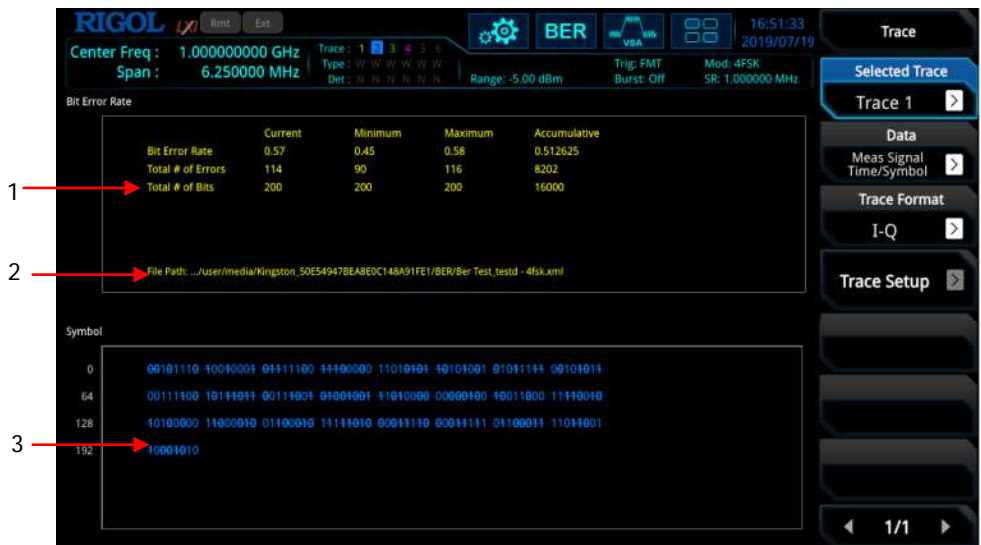 RIGOL LXI Rmt Ext BER VSA 16:51:33
2019/07/19
Center Freq : 1.000000000 GHz Trace : 1 2 3 4 5 6
Span : 6.250000 MHz Type : W W W W W W Trig: FMT Mod: 4FSK
Det : N N N N N N Range: -5.00 dBm Burst: Off SR: 1.000000 MHz
Bit Error Rate
Current Minimum Maximum Accumulative
Bit Error Rate 0.57 0.45 0.58 0.512625
Total # of Errors 114 90 116 8202
1 Total # of Bits 200 200 200 16000
2 File Path: .../user/media/Kingston_50E54947BEA8E0C148A91FE1/BER/Ber Test_testd - 4fsk.xml
Symbol
0 00101110 10010001 01111100 11100000 11010101 10101001 01011111 00101011
64 00111100 10111011 00111001 01001001 11010000 00000100 10011000 11110010
128 10100000 11000010 01100010 11111010 00011110 00011111 01100011 11011001
3 192 10001010
Trace
Selected Trace
Trace 1
Data
Meas Signal
Time/Symbol
Trace Format
I-Q
Trace Setup
1/1